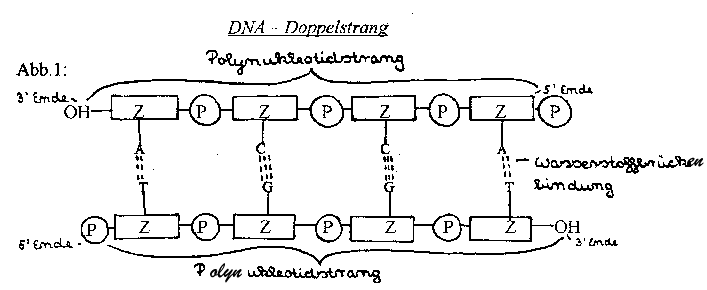 DNA - Doppelstrang
Polynukleotidstrang
Abb.1:
3' Ende 5' Ende
OH Z P Z P Z P Z P
A C C A
Wasserstoffbrücken
bindung
T G G T
P Z P Z P Z P Z OH
5' Ende 3' Ende
Polynukleotidstrang